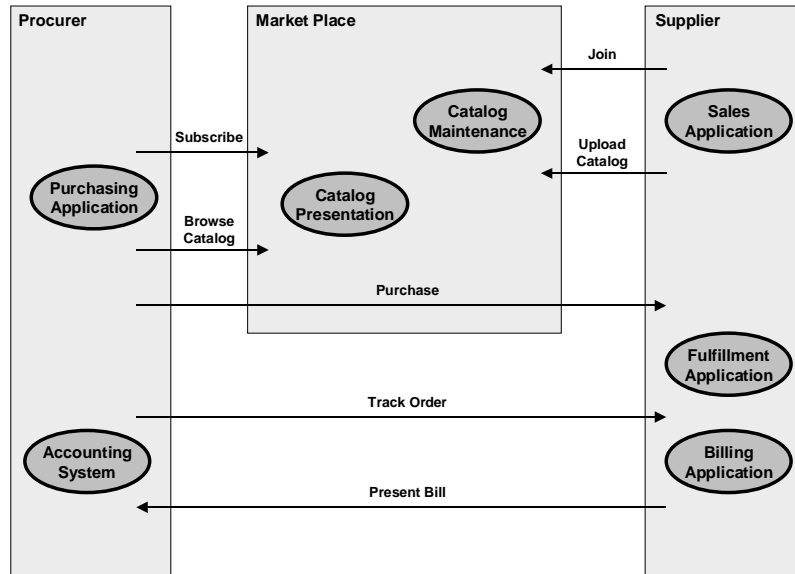 Procurer
Market Place
Supplier
Join
Catalog
Maintenance
Sales
Application
Subscribe
Upload
Catalog
Purchasing
Application
Catalog
Presentation
Browse
Catalog
Purchase
Fulfillment
Application
Track Order
Accounting
System
Billing
Application
Present Bill